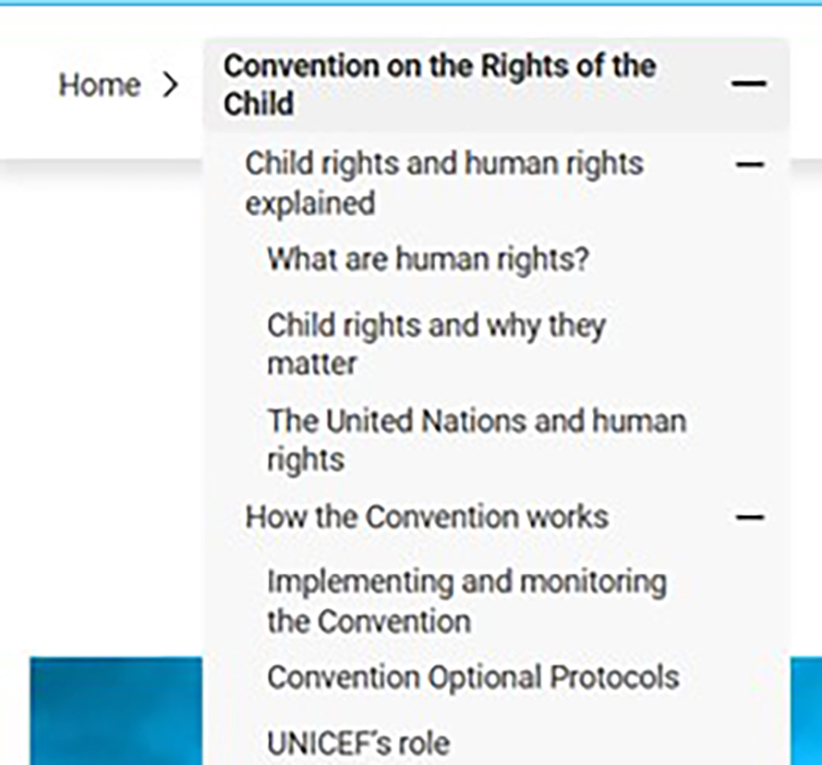 Home >
Convention on the Rights of the
Child
Child rights and human rights
explained
What are human rights?
Child rights and why they
matter
The United Nations and human
rights
How the Convention works
Implementing and monitoring
the Convention
Convention Optional Protocols
UNICEF's role